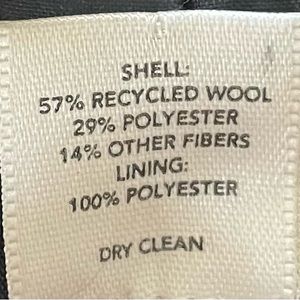 SHELL:
57% RECYCLED WOOL
29% POLYESTER
14% OTHER FIBERS
LINING:
100% POLYESTER
DRY CLEAN